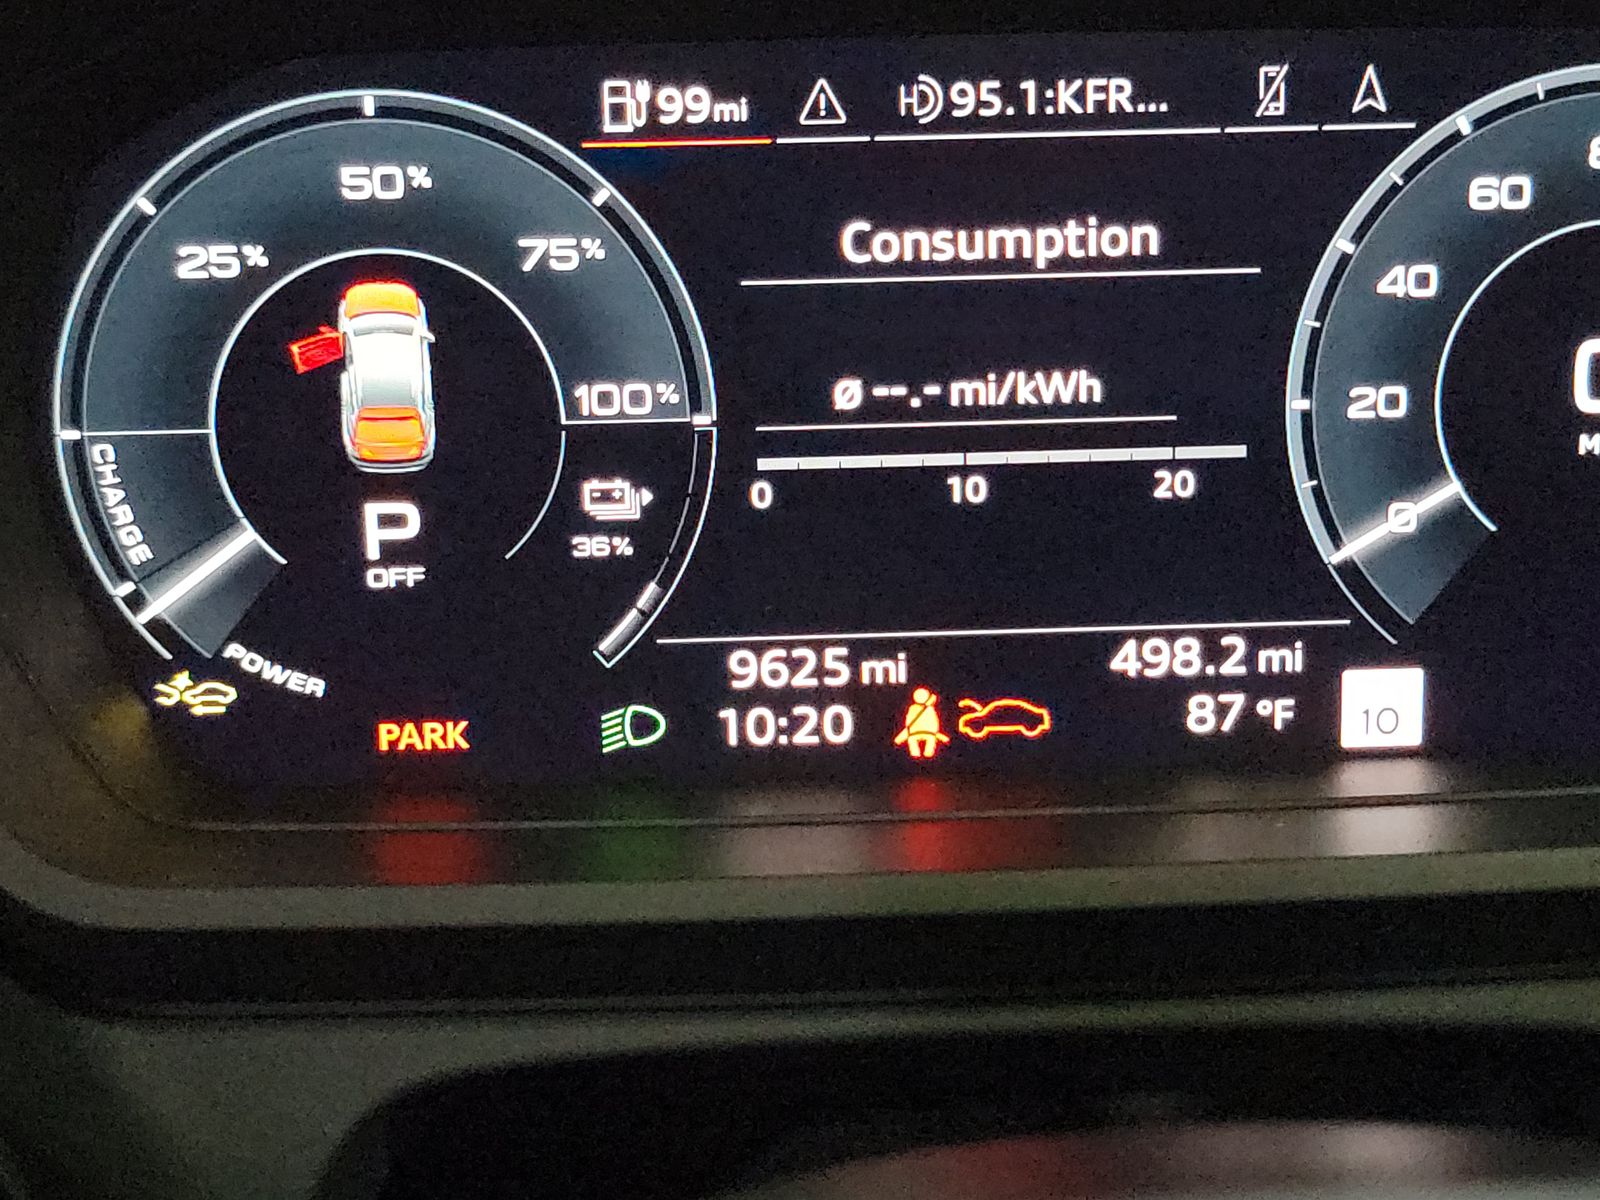 99mi
HD 95.1:KFR...
25%
50%
75%
100%
CHARGE
POWER
P
OFF
36%
Consumption
ø --.- mi/kWh
0 10 20
9625 mi
498.2 mi
PARK
10:20
87 °F
10
0
20
40
60